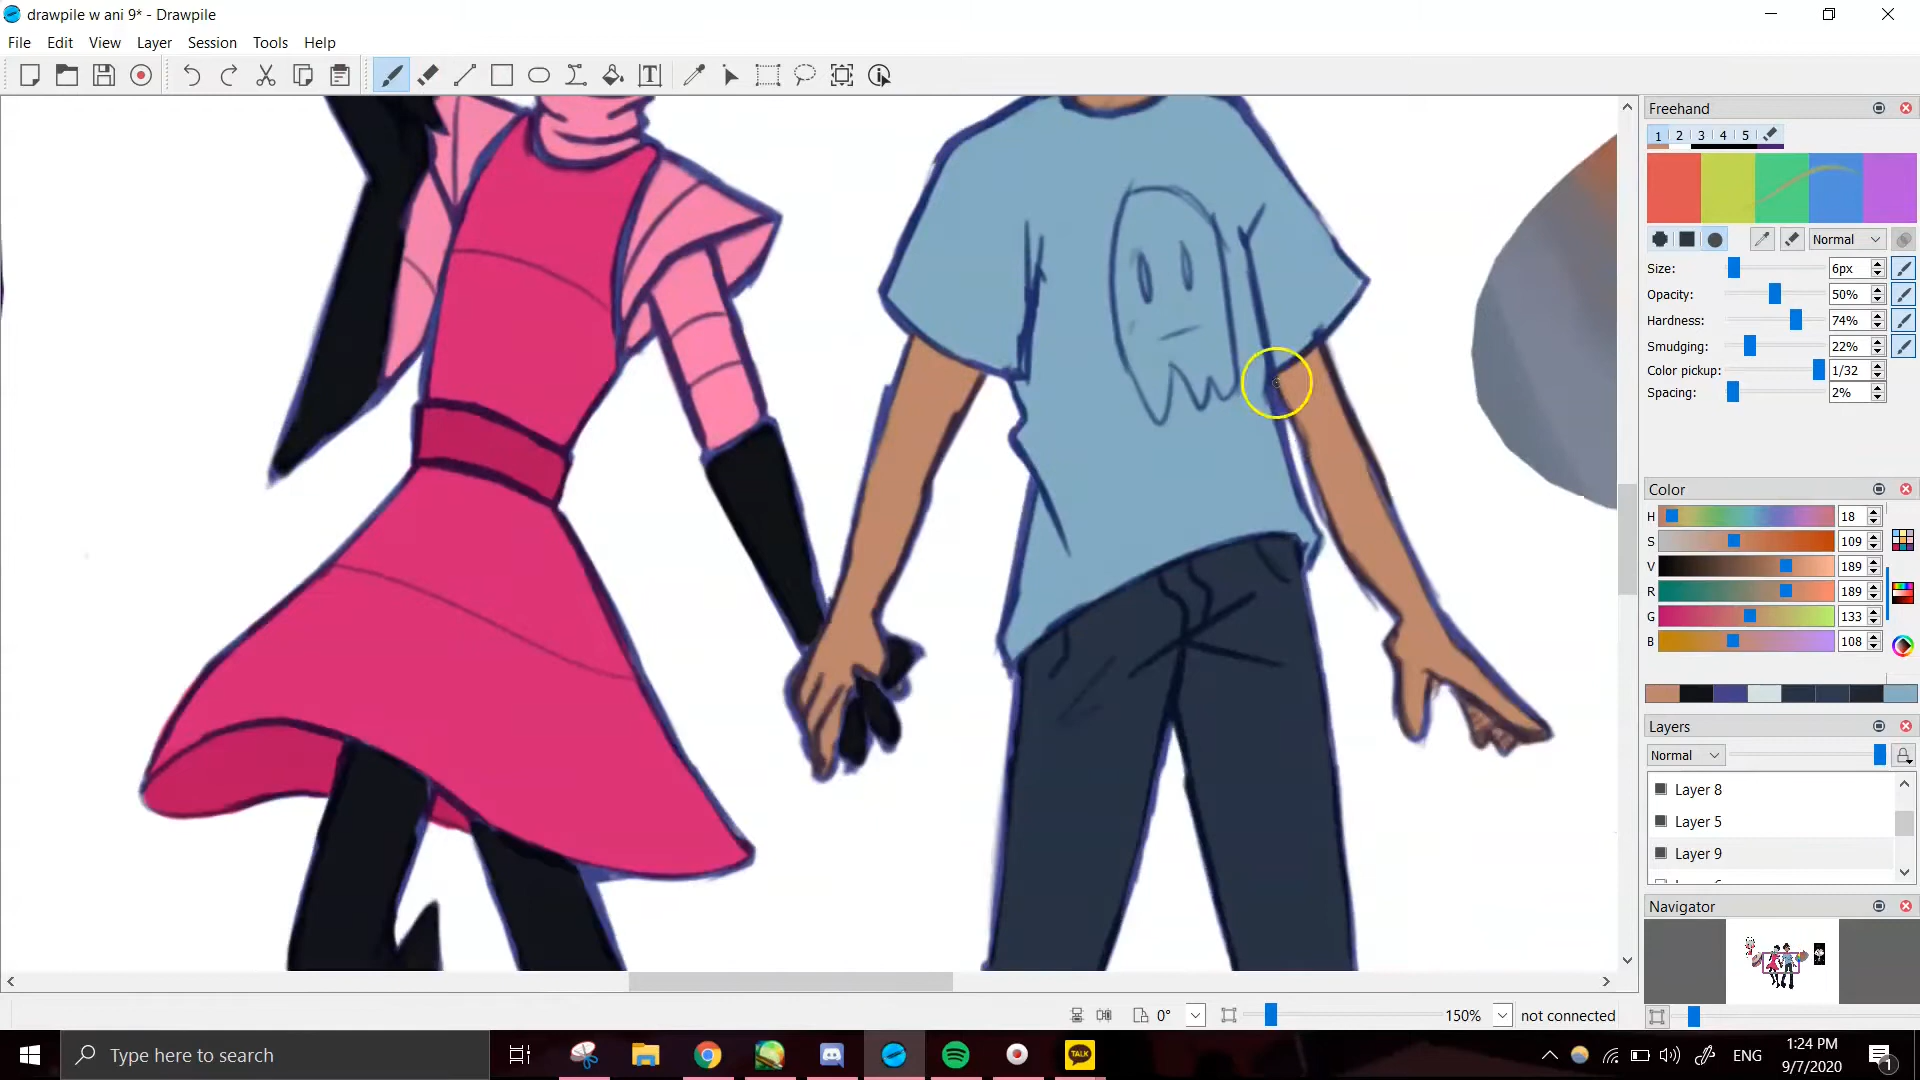 drawpile w ani 9* - Drawpile
File Edit View Layer Session Tools Help
Freehand
1 2 3 4 5
Normal
Size: 6px
Opacity: 50%
Hardness: 74%
Smudging: 22%
Color pickup: 1/32
Spacing: 2%
Color
H 18
S 109
V 189
R 189
G 133
B 108
Layers
Normal
Layer 8
Layer 5
Layer 9
Navigator
0° 150% not connected
Type here to search
TALK
ENG
1:24 PM
9/7/2020
1